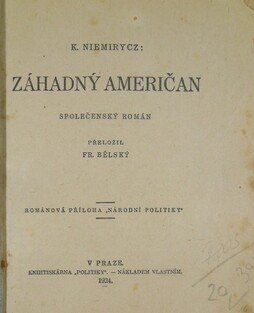 K. NIEMIRYCZ:
ZÁHADNÝ AMERIČAN
SPOLEČENSKÝ ROMÁN
PŘELOŽIL
FR. BĚLSKÝ
ROMÁNOVÁ PŘÍLOHA „NÁRODNÍ POLITIKY“
V PRAZE.
KNIHTISKÁRNA „POLITIKY“. — NÁKLADEM VLASTNÍM.
1924.